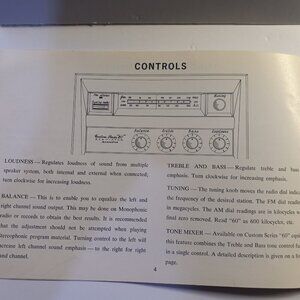 CONTROLS
Tuning
Balance Treble Bass Loudness
LOUDNESS — Regulates loudness of sound from multiple
speaker system, both internal and external when connected;
turn clockwise for increasing loudness.
BALANCE — This is to enable you to equalize the left and
right channel sound output. This may be done on Monophonic
radio or records to obtain the best results. It is recommended
that the adjustment should not be attempted when playing
stereophonic program material. Turning control to the left will
increase left channel sound emphasis — to the right for right
hand channel.
TREBLE AND BASS — Regulate treble and bass
emphasis. Turn clockwise for increasing emphasis.
TUNING — The tuning knob moves the radio dial indica
the frequency of the desired station. The FM dial readin
in megacycles. The AM dial readings are in kilocycles w
final zero removed. Read "60" as 600 kilocycles, etc.
TONE MIXER — Available on Custom Series "60" equi
this feature combines the Treble and Bass tone control fu
in a single control. A detailed description is given on a
page.
4